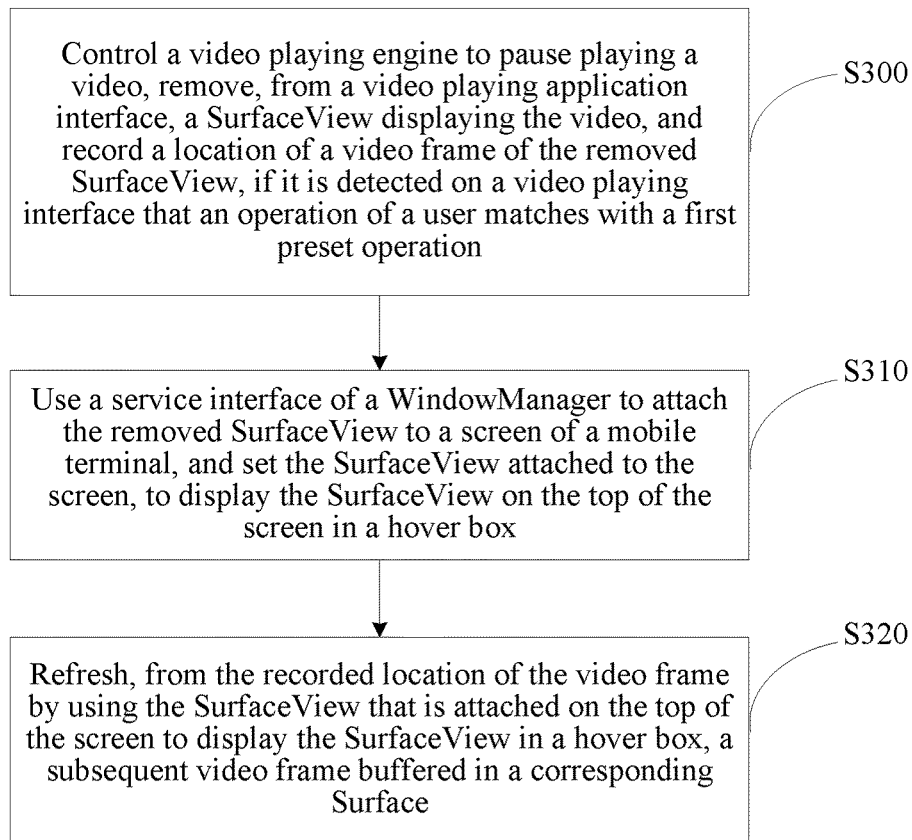 Control a video playing engine to pause playing a
video, remove, from a video playing application
interface, a SurfaceView displaying the video, and
record a location of a video frame of the removed
SurfaceView, if it is detected on a video playing
interface that an operation of a user matches with a first
preset operation
S300
Use a service interface of a WindowManager to attach
the removed SurfaceView to a screen of a mobile
terminal, and set the SurfaceView attached to the
screen, to display the SurfaceView on the top of the
screen in a hover box
S310
Refresh, from the recorded location of the video frame
by using the SurfaceView that is attached on the top of
the screen to display the SurfaceView in a hover box, a
subsequent video frame buffered in a corresponding
Surface
S320